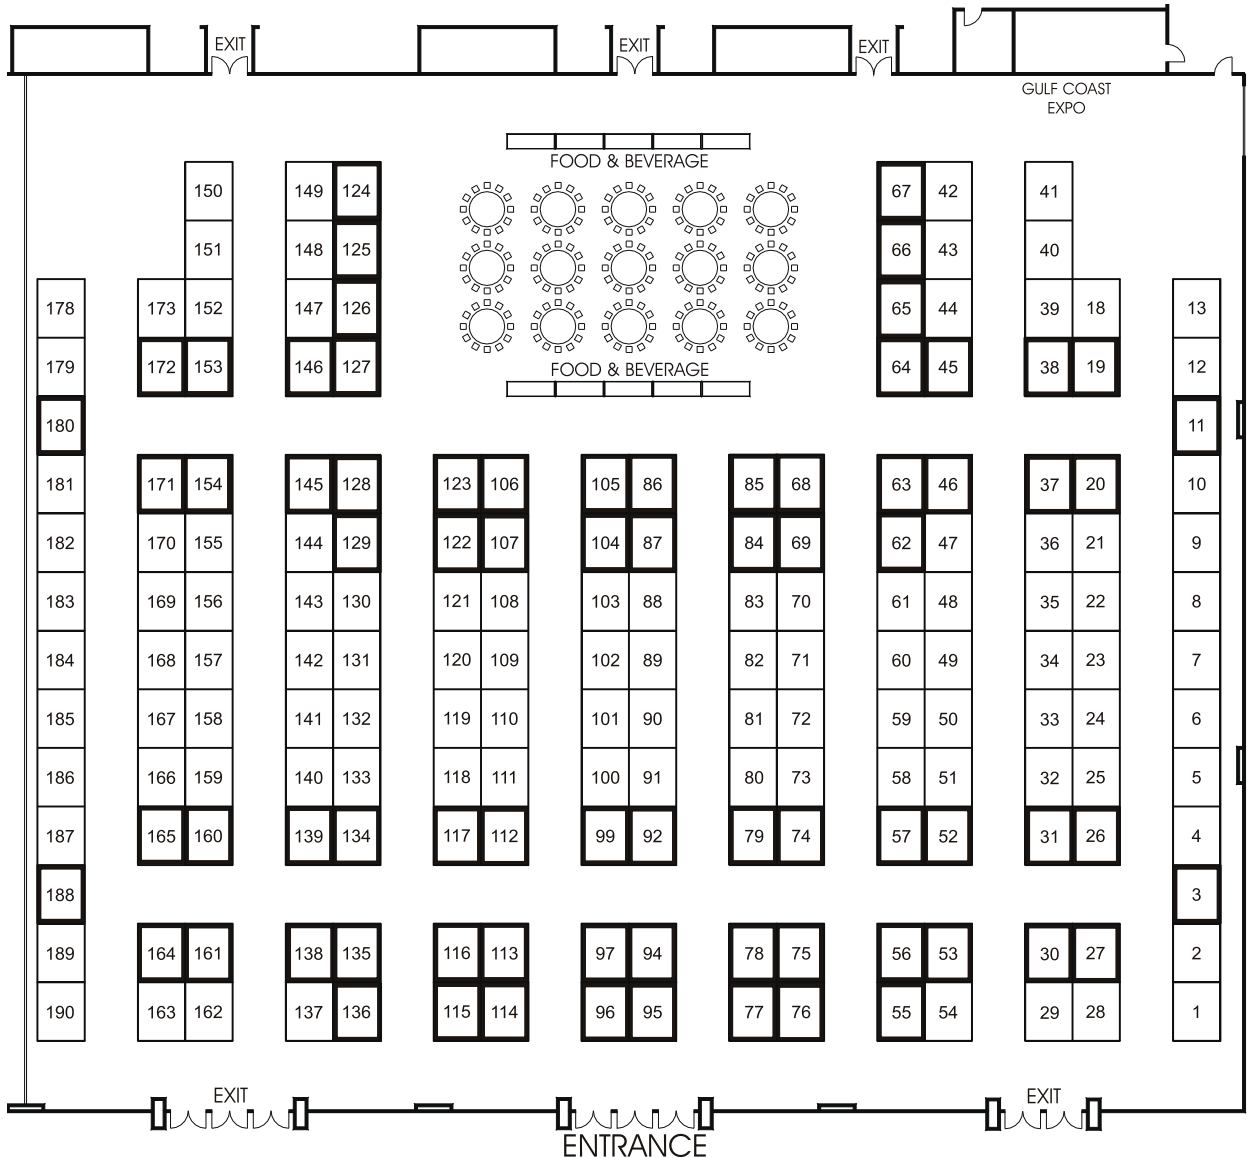 EXIT EXIT EXIT
GULF COAST
EXPO
FOOD & BEVERAGE
150 149 124 67 42 41
151 148 125 66 43 40
178 173 152 147 126 65 44 39 18 13
179 172 153 146 127 64 45 38 19 12
FOOD & BEVERAGE
180 11
181 171 154 145 128 123 106 105 86 85 68 63 46 37 20 10
182 170 155 144 129 122 107 104 87 84 69 62 47 36 21 9
183 169 156 143 130 121 108 103 88 83 70 61 48 35 22 8
184 168 157 142 131 120 109 102 89 82 71 60 49 34 23 7
185 167 158 141 132 119 110 101 90 81 72 59 50 33 24 6
186 166 159 140 133 118 111 100 91 80 73 58 51 32 25 5
187 165 160 139 134 117 112 99 92 79 74 57 52 31 26 4
188 3
189 164 161 138 135 116 113 97 94 78 75 56 53 30 27 2
190 163 162 137 136 115 114 96 95 77 76 55 54 29 28 1
EXIT EXIT
ENTRANCE